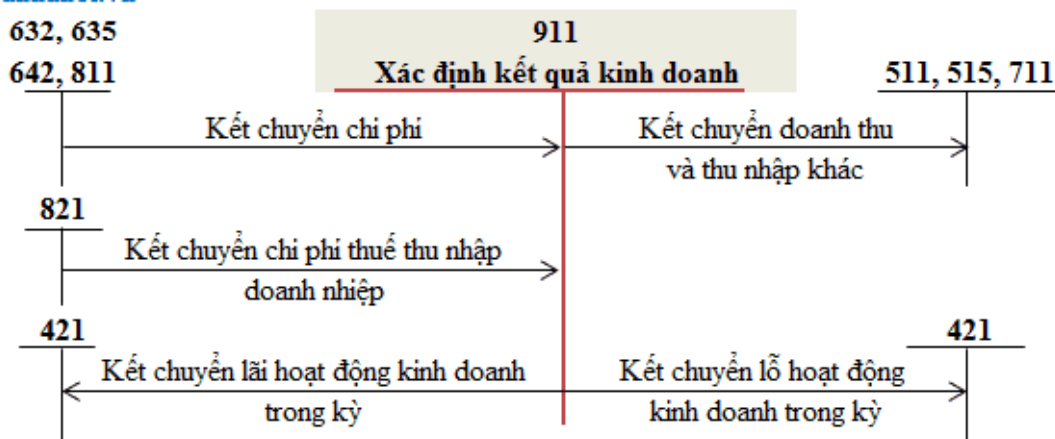 632, 635
642, 811
911
Xác định kết quả kinh doanh
511, 515, 711
Kết chuyển chi phí
Kết chuyển doanh thu
và thu nhập khác
821
Kết chuyển chi phí thuế thu nhập
doanh nhiệp
421
421
Kết chuyển lãi hoạt động kinh doanh
trong kỳ
Kết chuyển lỗ hoạt động
kinh doanh trong kỳ